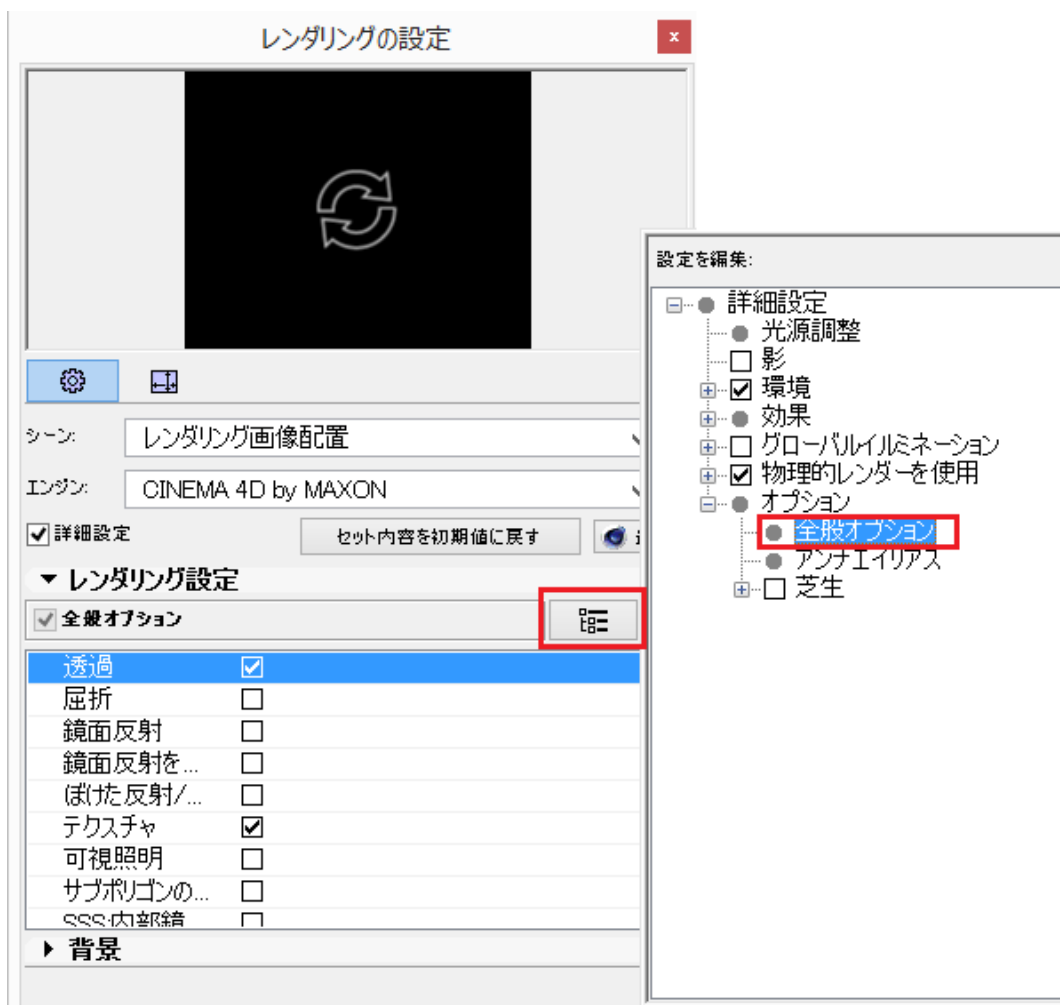 レンダリングの設定
x
シーン:
レンダリング画像配置
エンジン:
CINEMA 4D by MAXON
詳細設定
セット内容を初期値に戻す
レンダリング設定
全般オプション
透過
屈折
鏡面反射
鏡面反射を...
ぼけた反射/...
テクスチャ
可視照明
サブポリゴンの...
SSS:内部鏡
背景
設定を編集:
詳細設定
光源調整
影
環境
効果
グローバルイルミネーション
物理的レンダーを使用
オプション
全般オプション
アンチエイリアス
芝生